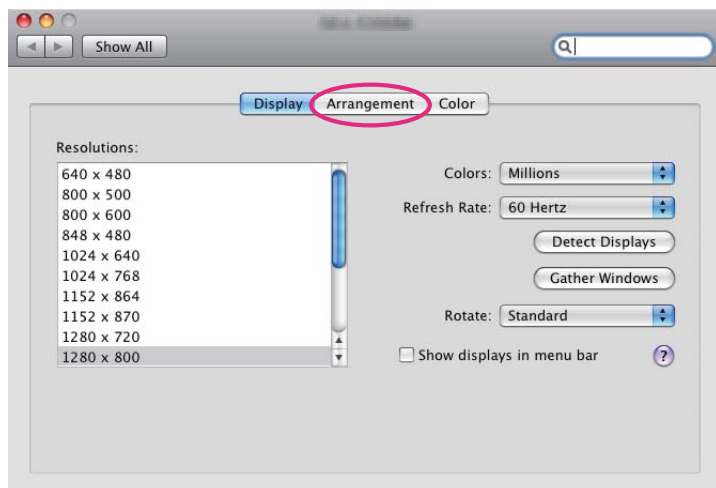 Show All
Display Arrangement Color
Resolutions:
640 x 480
800 x 500
800 x 600
848 x 480
1024 x 640
1024 x 768
1152 x 864
1152 x 870
1280 x 720
1280 x 800
Colors: Millions
Refresh Rate: 60 Hertz
Detect Displays
Gather Windows
Rotate: Standard
Show displays in menu bar ?